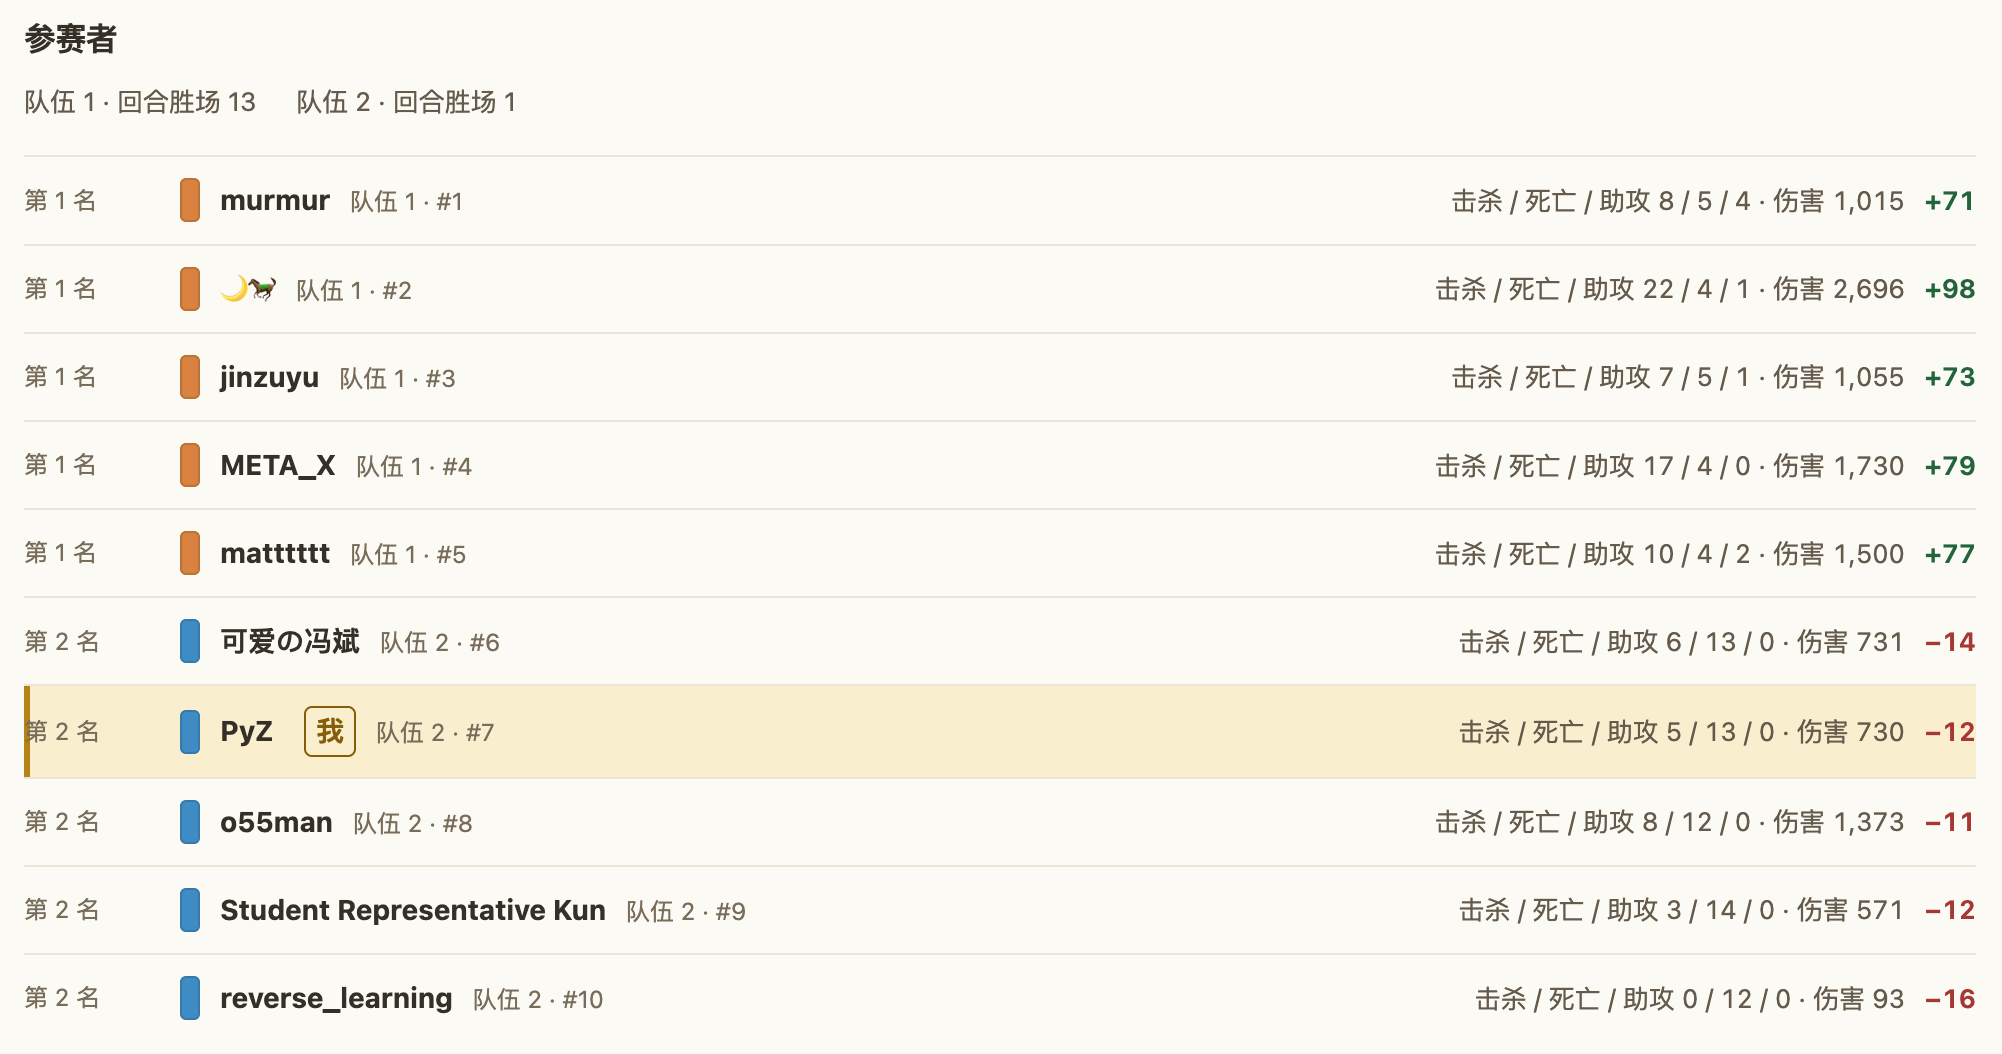 参赛者
队伍 1 · 回合胜场 13 队伍 2 · 回合胜场 1
第 1 名 murmur 队伍 1 · #1 击杀 / 死亡 / 助攻 8 / 5 / 4 · 伤害 1,015 +71
第 1 名 🌙🐎 队伍 1 · #2 击杀 / 死亡 / 助攻 22 / 4 / 1 · 伤害 2,696 +98
第 1 名 jinzuyu 队伍 1 · #3 击杀 / 死亡 / 助攻 7 / 5 / 1 · 伤害 1,055 +73
第 1 名 META_X 队伍 1 · #4 击杀 / 死亡 / 助攻 17 / 4 / 0 · 伤害 1,730 +79
第 1 名 mattttt 队伍 1 · #5 击杀 / 死亡 / 助攻 10 / 4 / 2 · 伤害 1,500 +77
第 2 名 可爱の冯斌 队伍 2 · #6 击杀 / 死亡 / 助攻 6 / 13 / 0 · 伤害 731 −14
第 2 名 PyZ 我 队伍 2 · #7 击杀 / 死亡 / 助攻 5 / 13 / 0 · 伤害 730 −12
第 2 名 o55man 队伍 2 · #8 击杀 / 死亡 / 助攻 8 / 12 / 0 · 伤害 1,373 −11
第 2 名 Student Representative Kun 队伍 2 · #9 击杀 / 死亡 / 助攻 3 / 14 / 0 · 伤害 571 −12
第 2 名 reverse_learning 队伍 2 · #10 击杀 / 死亡 / 助攻 0 / 12 / 0 · 伤害 93 −16